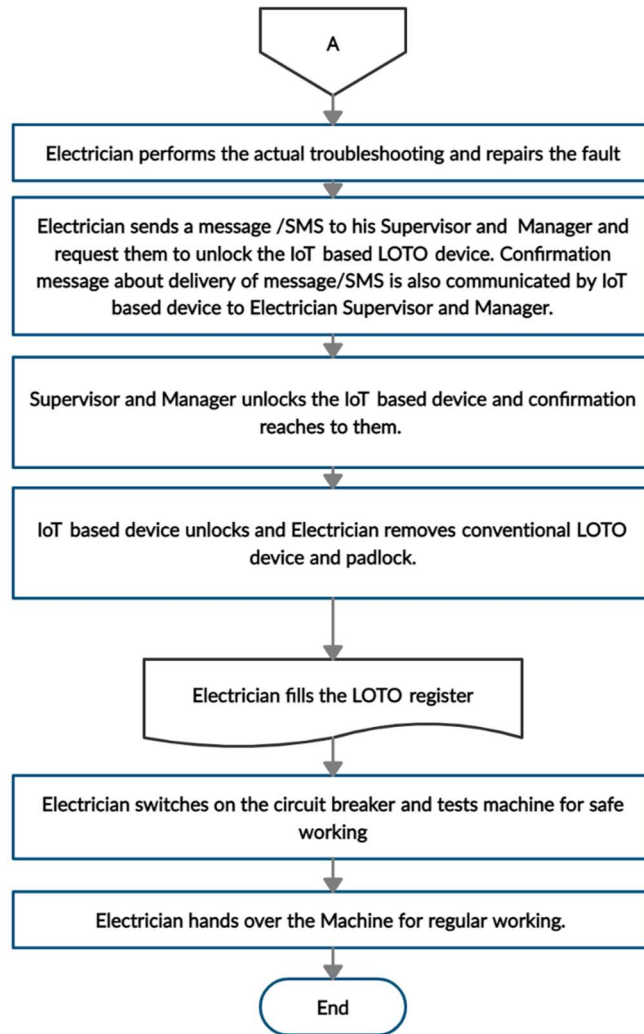 A
Electrician performs the actual troubleshooting and repairs the fault
Electrician sends a message /SMS to his Supervisor and Manager and
request them to unlock the IoT based LOTO device. Confirmation
message about delivery of message/SMS is also communicated by IoT
based device to Electrician Supervisor and Manager.
Supervisor and Manager unlocks the IoT based device and confirmation
reaches to them.
IoT based device unlocks and Electrician removes conventional LOTO
device and padlock.
Electrician fills the LOTO register
Electrician switches on the circuit breaker and tests machine for safe
working
Electrician hands over the Machine for regular working.
End